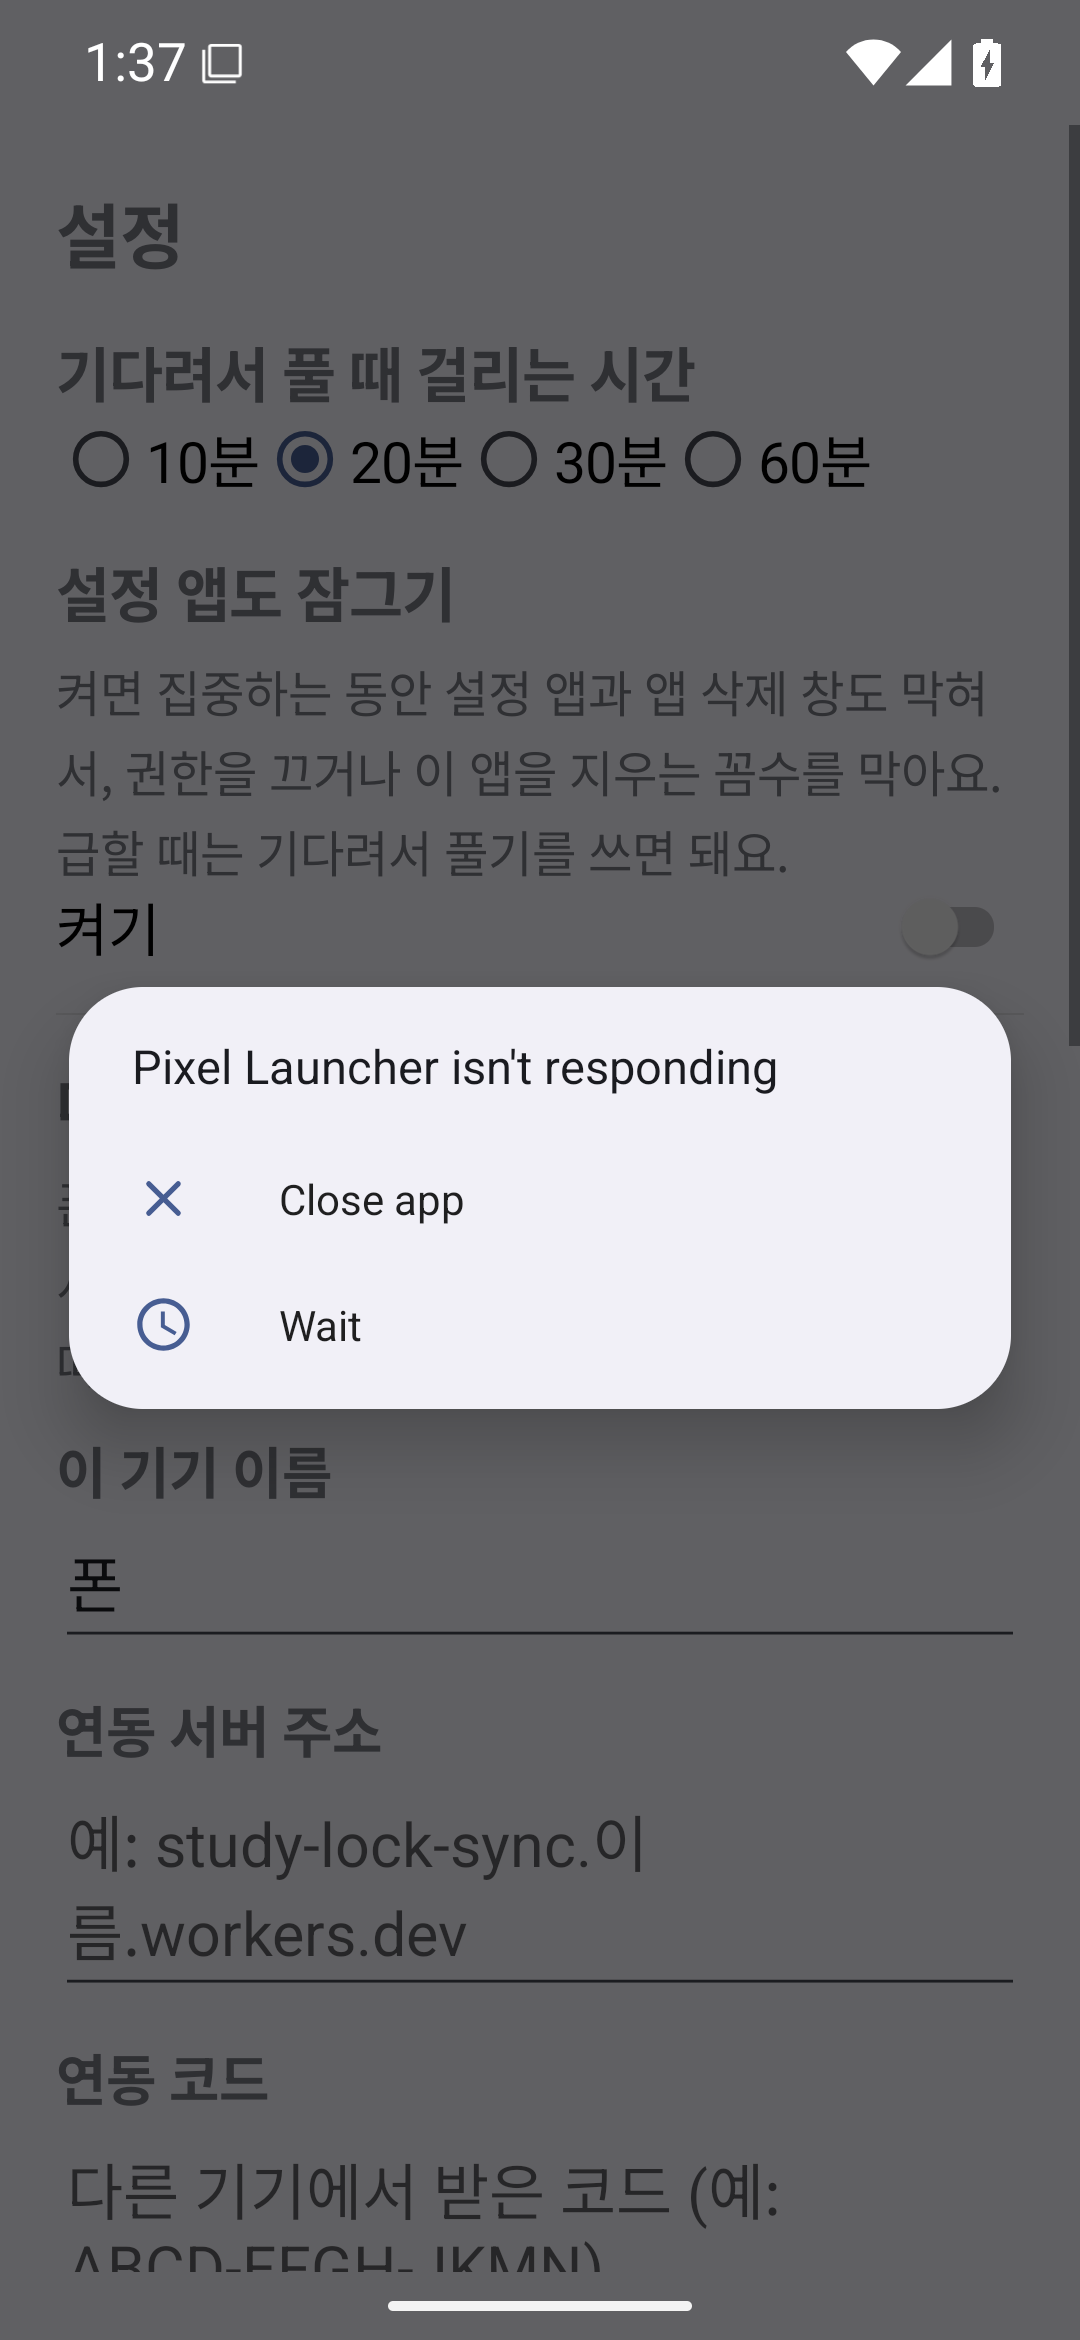 1:37
설정
기다려서 풀 때 걸리는 시간
10분 20분 30분 60분
설정 앱도 잠그기
켜면 집중하는 동안 설정 앱과 앱 삭제 창도 막혀
서, 권한을 끄거나 이 앱을 지우는 꼼수를 막아요.
급할 때는 기다려서 풀기를 쓰면 돼요.
켜기
Pixel Launcher isn't responding
Close app
Wait
이 기기 이름
폰
연동 서버 주소
예: study-lock-sync.이
름.workers.dev
연동 코드
다른 기기에서 받은 코드 (예:
ABCD-EFGH-JKMN)